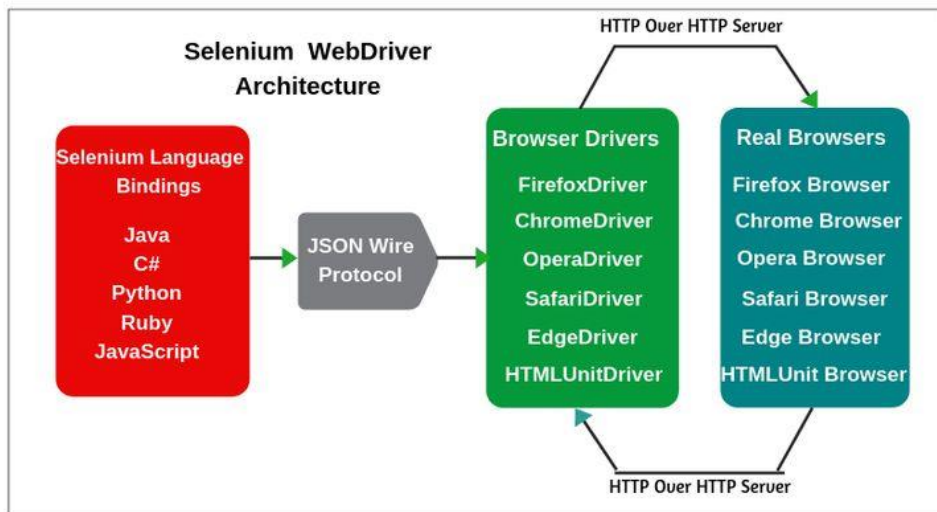 HTTP Over HTTP Server
Selenium WebDriver
Architecture
Selenium Language
Bindings
Java
C#
Python
Ruby
JavaScript
JSON Wire
Protocol
Browser Drivers
FirefoxDriver
ChromeDriver
OperaDriver
SafariDriver
EdgeDriver
HTMLUnitDriver
Real Browsers
Firefox Browser
Chrome Browser
Opera Browser
Safari Browser
Edge Browser
HTMLUnit Browser
HTTP Over HTTP Server